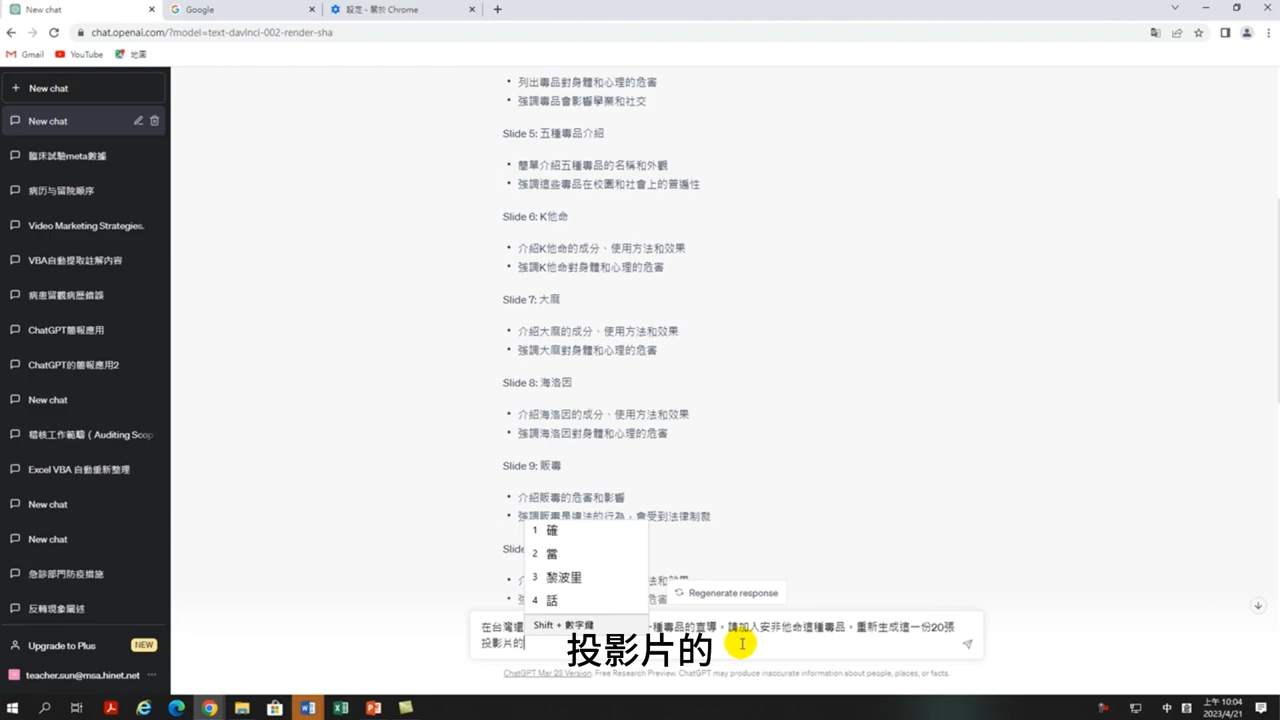 New chat
Google
設定 - 關於 Chrome
chat.openai.com/?model=text-davinci-002-render-sha
Gmail
YouTube
地圖
New chat
New chat
臨床試驗meta數據
病历与留院顺序
Video Marketing Strategies.
VBA自動提取註解內容
病患留觀病歷錯誤
ChatGPT簡報應用
ChatGPT的簡報應用2
New chat
稽核工作範疇 ( Auditing Scop
Excel VBA 自動重新整理
New chat
New chat
急診部門防疫措施
反轉現象闡述
Upgrade to Plus
NEW
teacher.sun@msa.hinet.net
• 列出毒品對身體和心理的危害
• 強調毒品會影響學業和社交
Slide 5: 五種毒品介紹
• 簡單介紹五種毒品的名稱和外觀
• 強調這些毒品在校園和社會上的普遍性
Slide 6: K他命
• 介紹K他命的成分、使用方法和效果
• 強調K他命對身體和心理的危害
Slide 7: 大麻
• 介紹大麻的成分、使用方法和效果
• 強調大麻對身體和心理的危害
Slide 8: 海洛因
• 介紹海洛因的成分、使用方法和效果
• 強調海洛因對身體和心理的危害
Slide 9: 販毒
• 介紹販毒的危害和影響
• 強調販毒是違法的行為，會受到法律制裁
Slide
1 確
2 當
3 黎波里
4 話
Shift + 數字鍵
Regenerate response
在台灣還
種毒品的宣導，請加入安非他命這種毒品，重新生成這一份20張
投影片的
投影片的
ChatGPT Mar 23 Version. Free Research Preview. ChatGPT may produce inaccurate information about people, places, or facts.
中
上午 10:04
2023/4/21